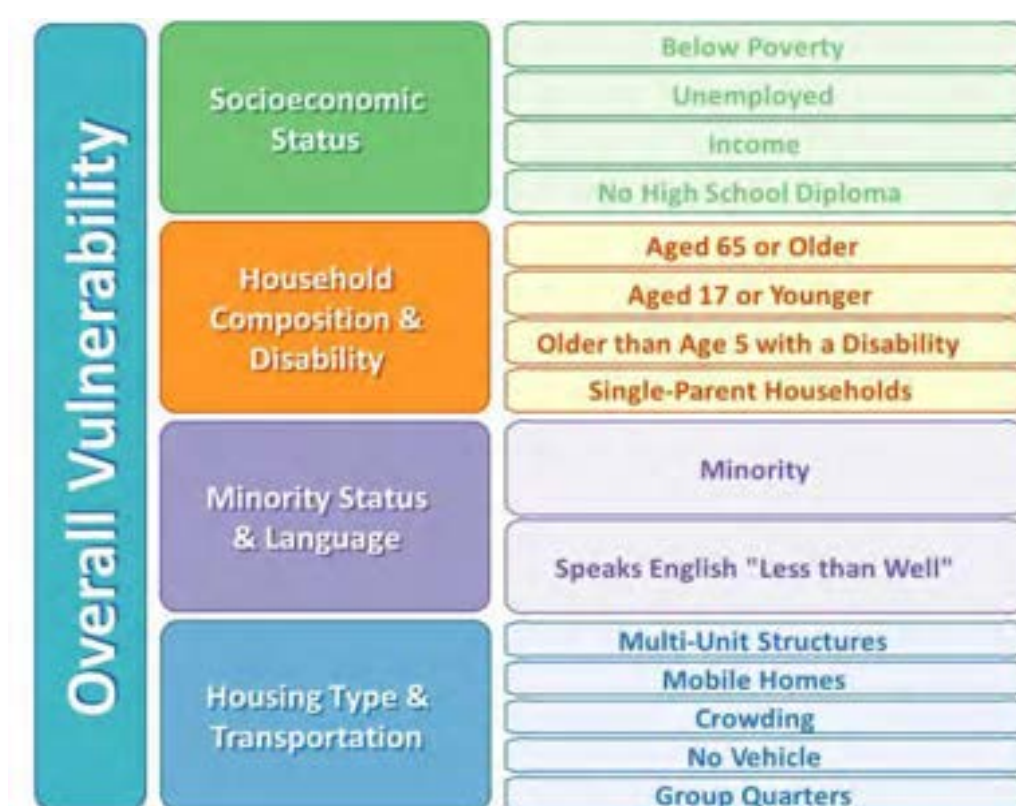 Overall Vulnerability
Socioeconomic
Status
Below Poverty
Unemployed
Income
No High School Diploma
Household
Composition &
Disability
Aged 65 or Older
Aged 17 or Younger
Older than Age 5 with a Disability
Single-Parent Households
Minority Status
& Language
Minority
Speaks English "Less than Well"
Housing Type &
Transportation
Multi-Unit Structures
Mobile Homes
Crowding
No Vehicle
Group Quarters